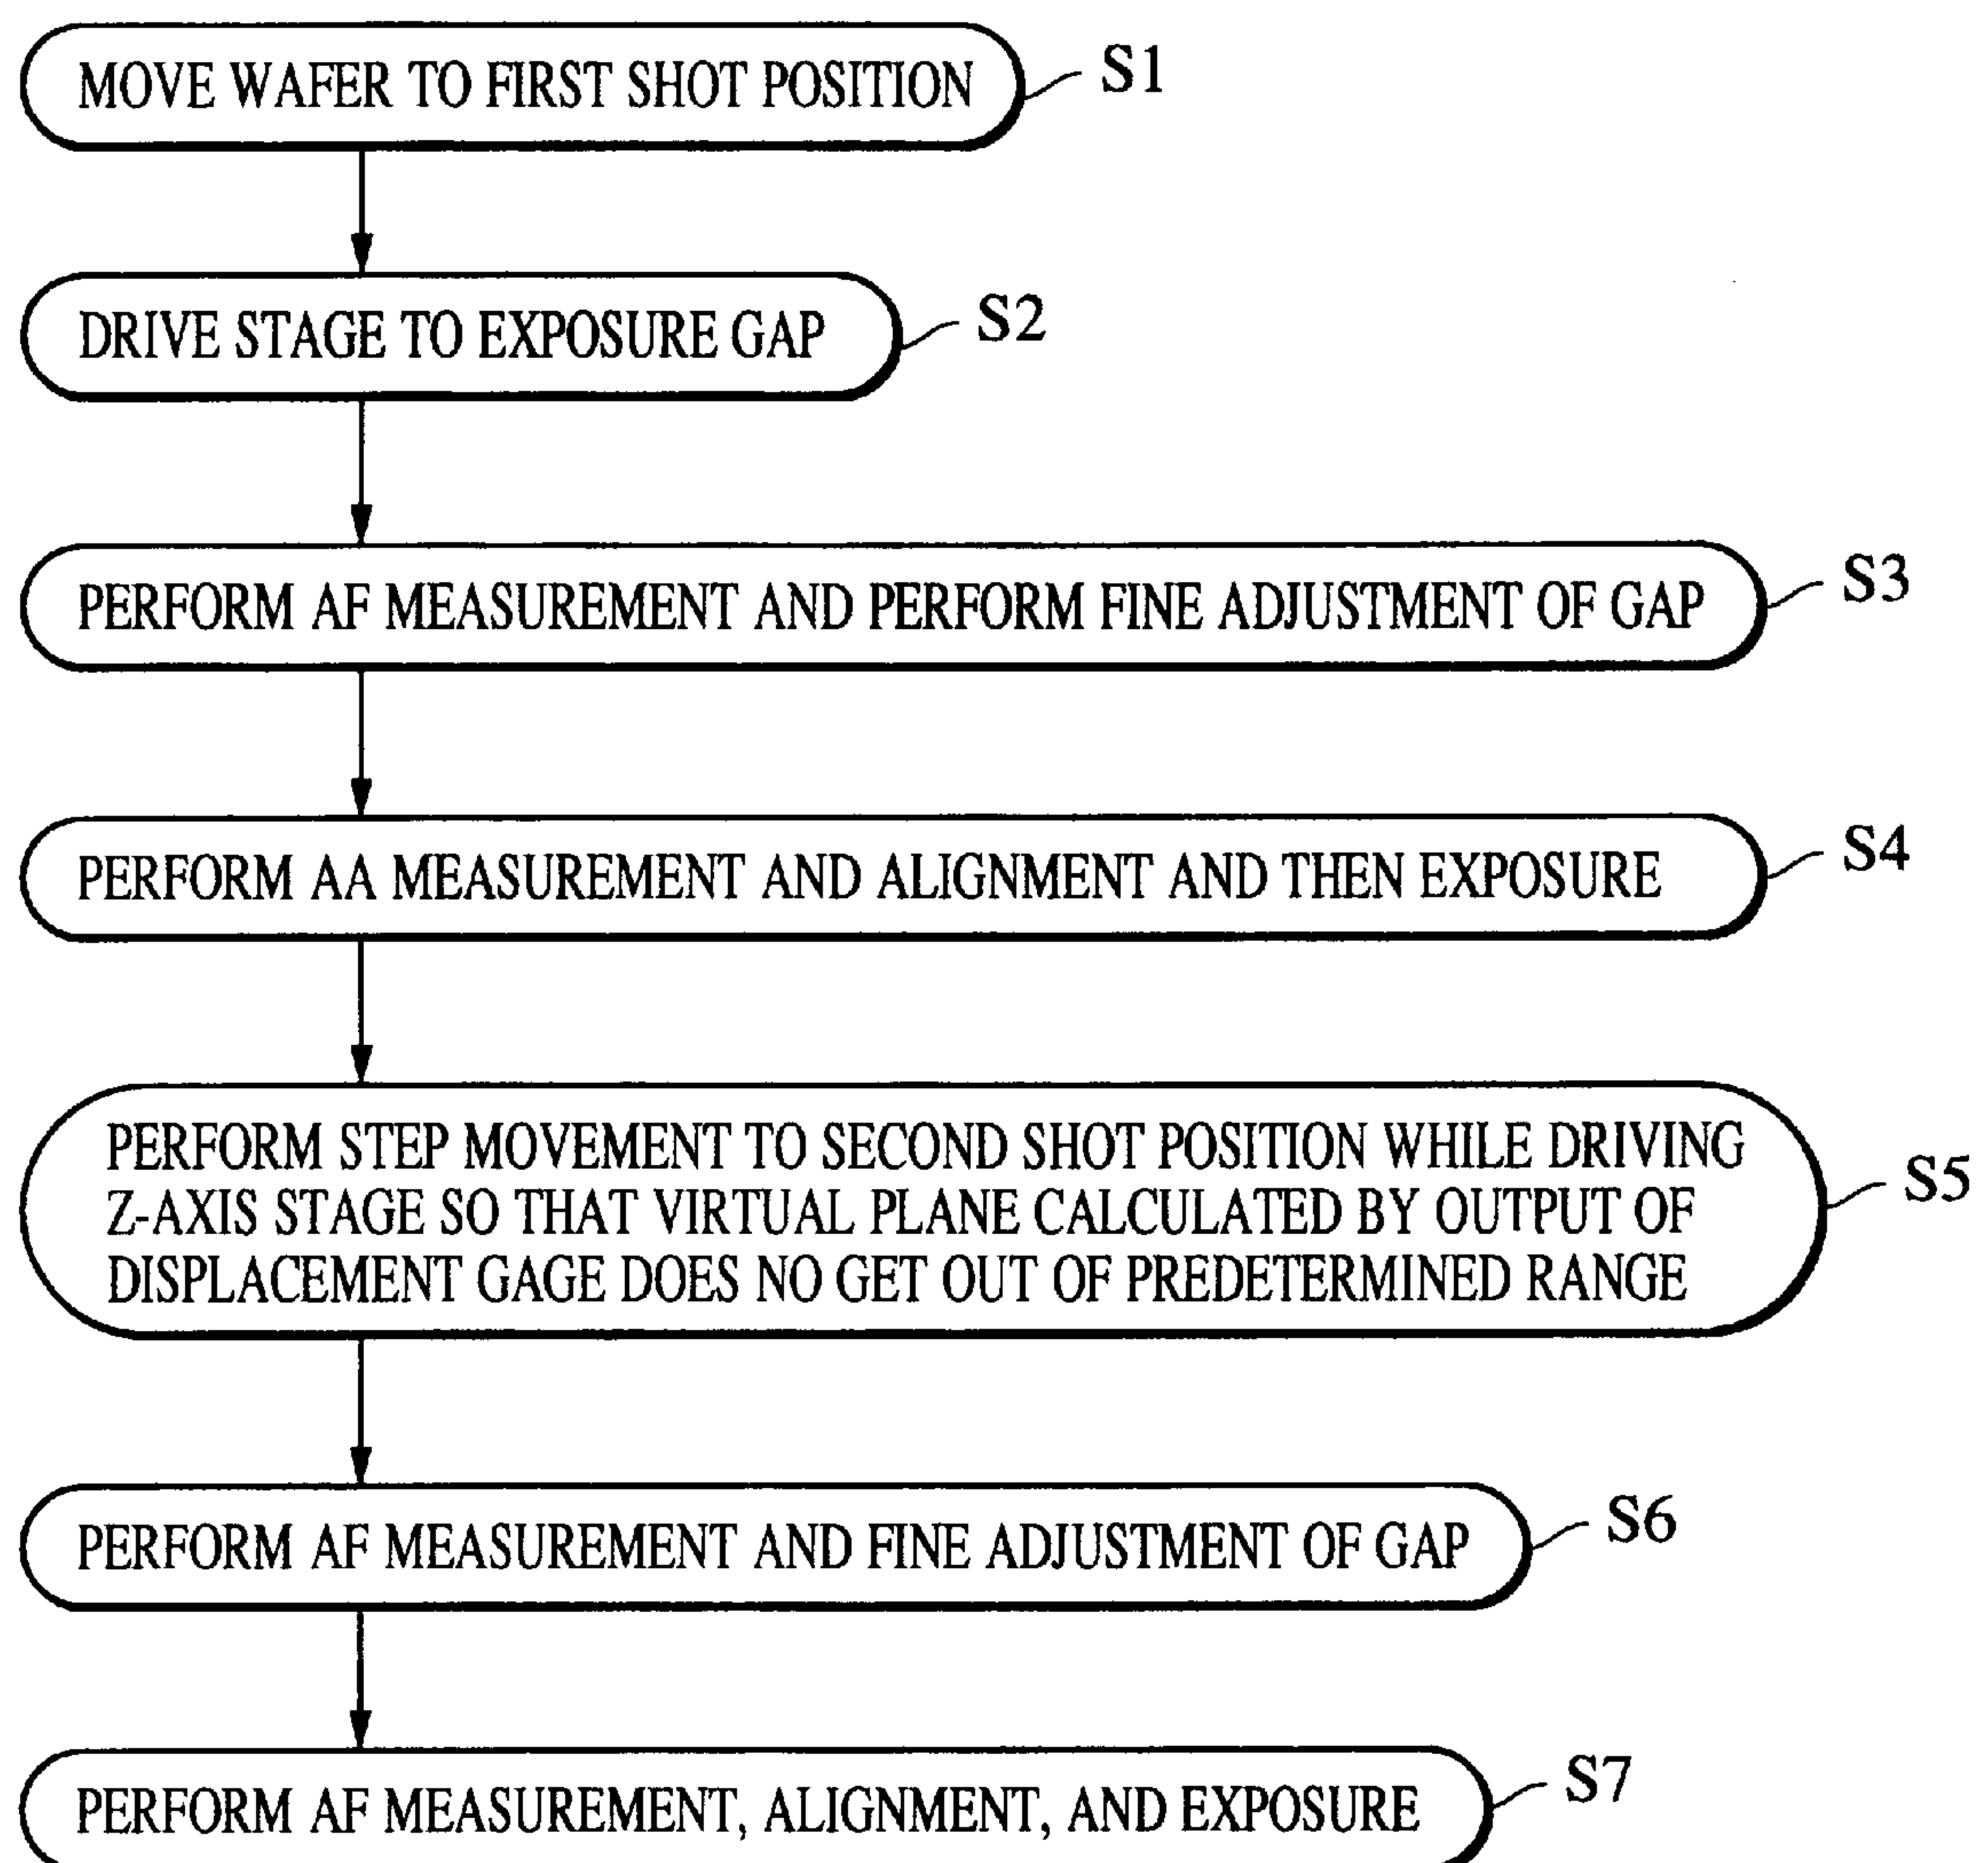 MOVE WAFER TO FIRST SHOT POSITION
S1
DRIVE STAGE TO EXPOSURE GAP
S2
PERFORM AF MEASUREMENT AND PERFORM FINE ADJUSTMENT OF GAP
S3
PERFORM AA MEASUREMENT AND ALIGNMENT AND THEN EXPOSURE
S4
PERFORM STEP MOVEMENT TO SECOND SHOT POSITION WHILE DRIVING
Z-AXIS STAGE SO THAT VIRTUAL PLANE CALCULATED BY OUTPUT OF
DISPLACEMENT GAGE DOES NO GET OUT OF PREDETERMINED RANGE
S5
PERFORM AF MEASUREMENT AND FINE ADJUSTMENT OF GAP
S6
PERFORM AF MEASUREMENT, ALIGNMENT, AND EXPOSURE
S7